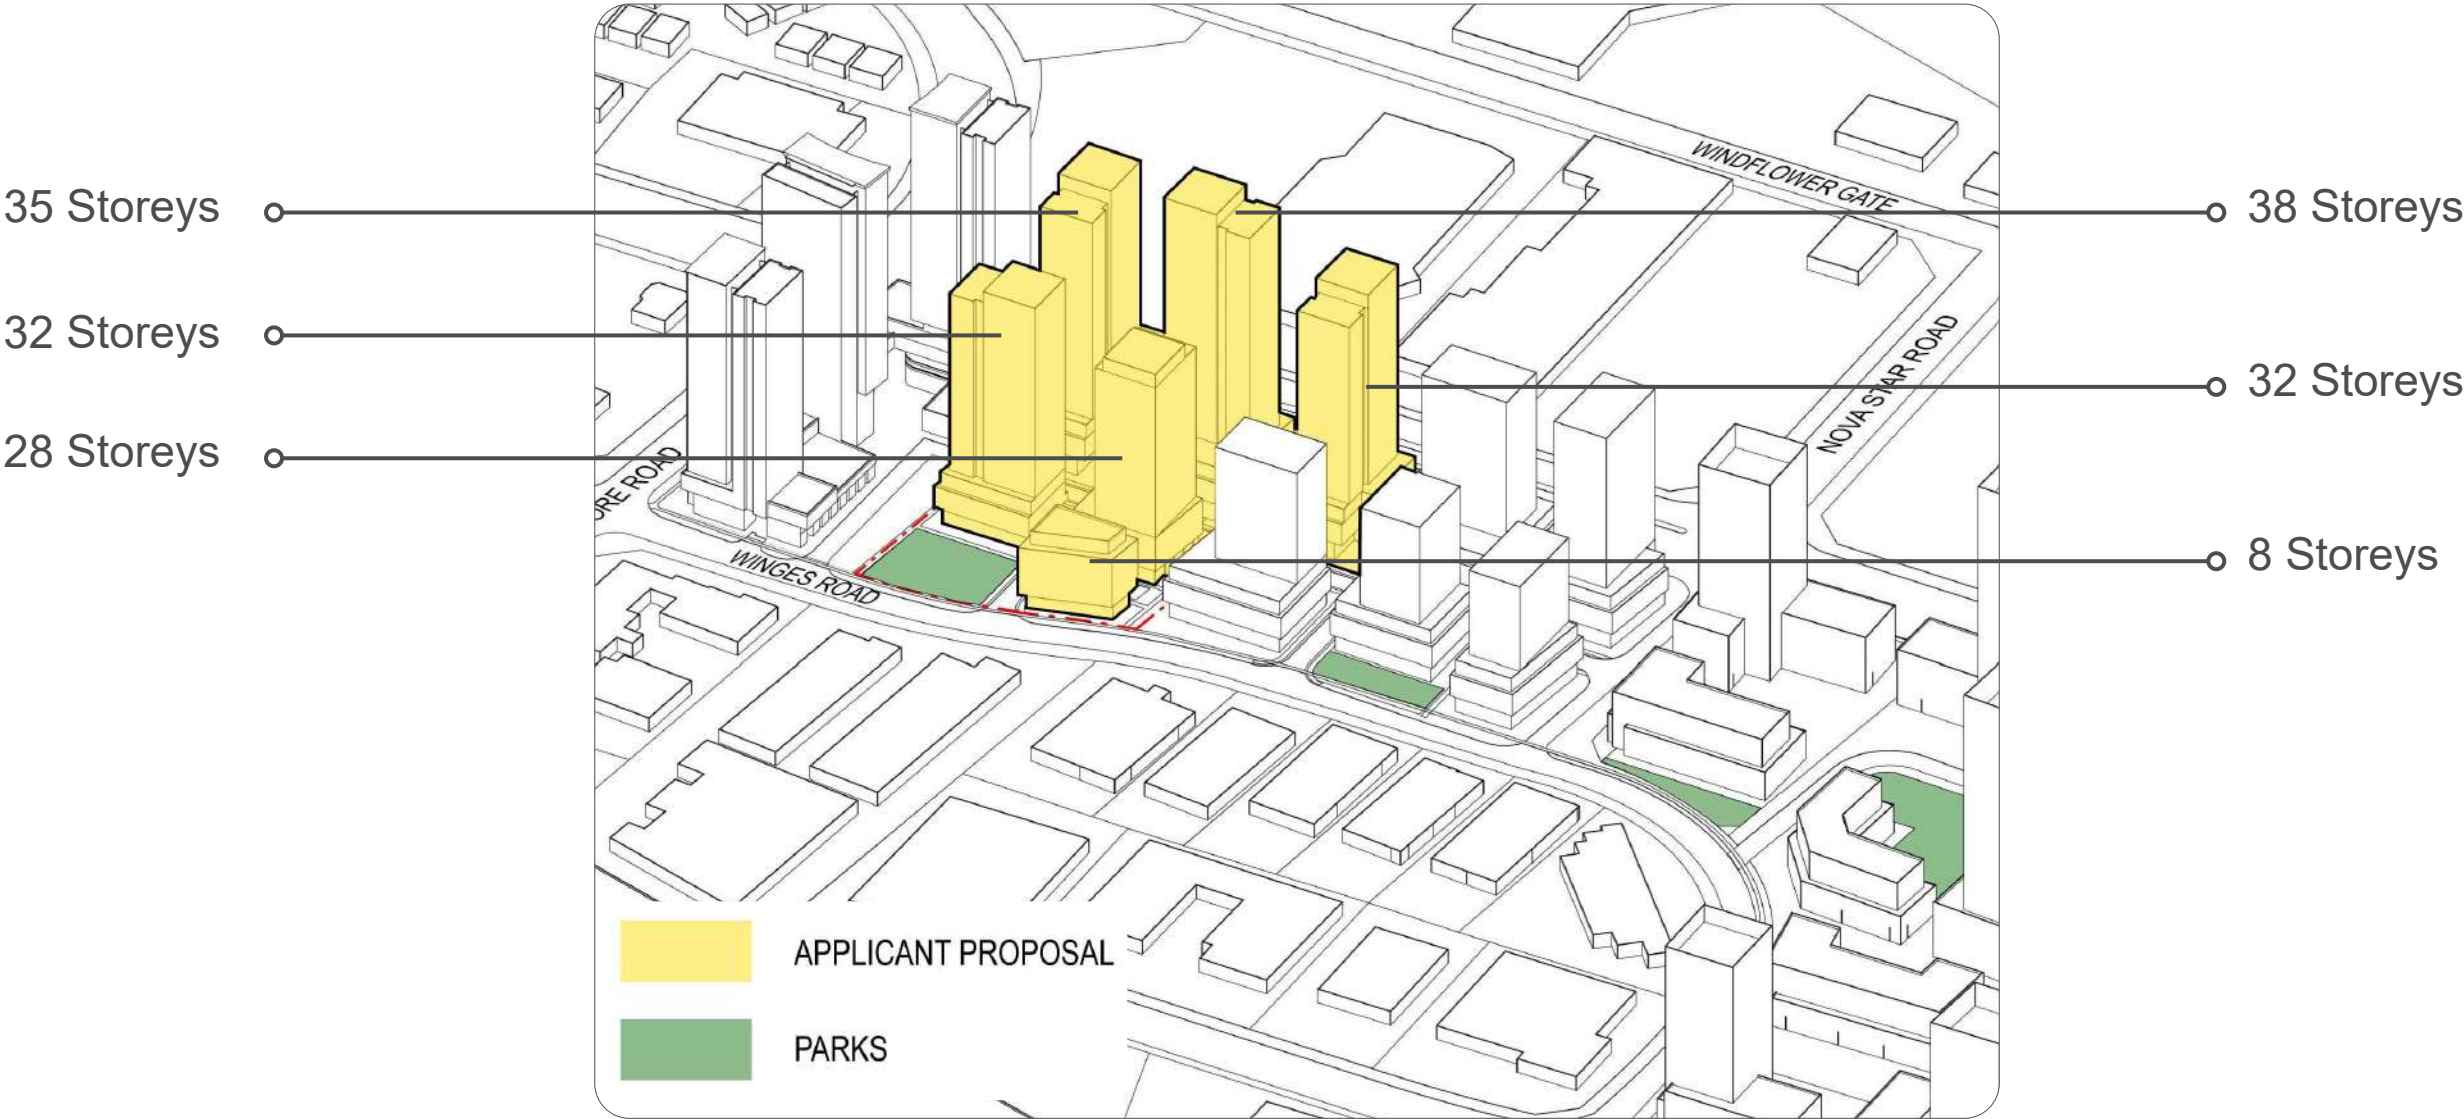 35 Storeys
38 Storeys
32 Storeys
32 Storeys
28 Storeys
8 Storeys
WINDFLOWER GATE
NOVA STAR ROAD
ROAD
WINGES ROAD
APPLICANT PROPOSAL
PARKS